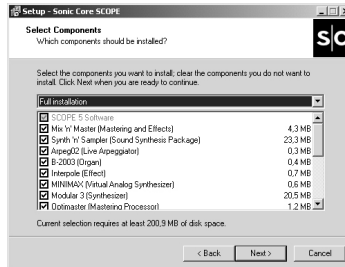 Setup - Sonic Core SCOPE
Select Components
Which components should be installed?
Select the components you want to install; clear the components you do not want to
install. Click Next when you are ready to continue.
Full installation
SCOPE 5 Software
Mix 'n' Master (Mastering and Effects) 4,3 MB
Synth 'n' Sampler (Sound Synthesis Package) 23,3 MB
Arpeg02 (Live Arpeggiator) 0,3 MB
B-2003 (Organ) 0,4 MB
Interpole (Effect) 0,7 MB
MINIMAX (Virtual Analog Synthesizer) 0,6 MB
Modular 3 (Synthesizer) 20,5 MB
Optimaster (Mastering Processor) 1,2 MB
Current selection requires at least 200,9 MB of disk space.
< Back Next > Cancel